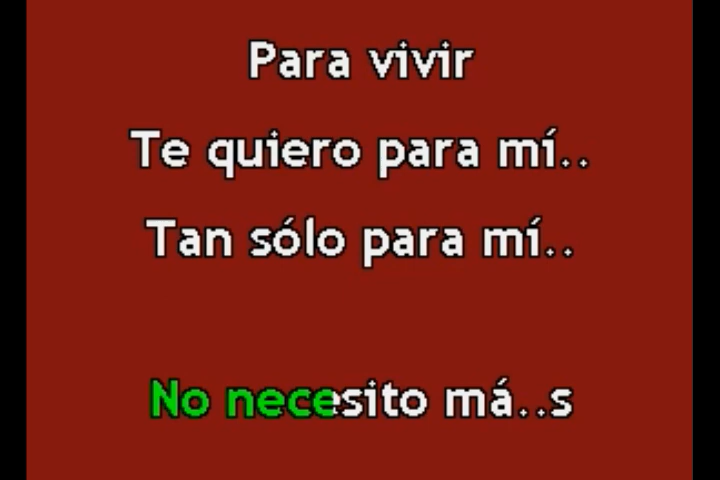 Para vivir
Te quiero para mí..
Tan sólo para mí..
No necesito má..s